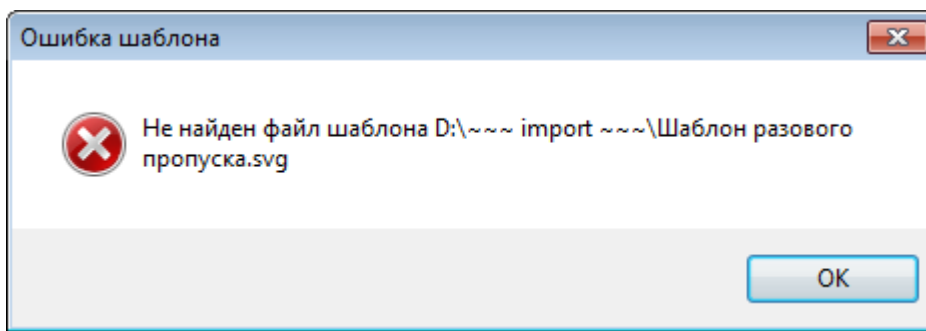 Ошибка шаблона
Не найден файл шаблона D:\~~~ import ~~~\Шаблон разового
пропуска.svg
OK